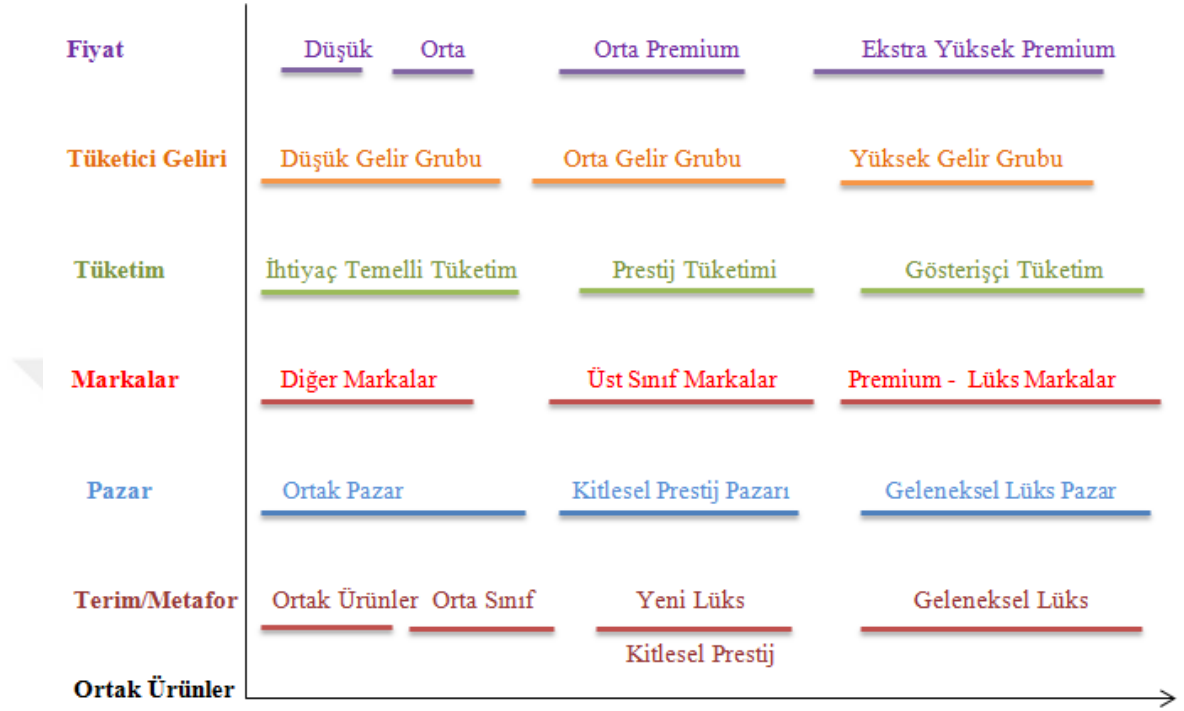 Fiyat Düşük Orta Orta Premium Ekstra Yüksek Premium
Tüketici Geliri Düşük Gelir Grubu Orta Gelir Grubu Yüksek Gelir Grubu
Tüketim İhtiyaç Temelli Tüketim Prestij Tüketimi Gösterişçi Tüketim
Markalar Diğer Markalar Üst Sınıf Markalar Premium - Lüks Markalar
Pazar Ortak Pazar Kitlesel Prestij Pazarı Geleneksel Lüks Pazar
Terim/Metafor Ortak Ürünler Orta Sınıf Yeni Lüks Geleneksel Lüks
Kitlesel Prestij
Ortak Ürünler